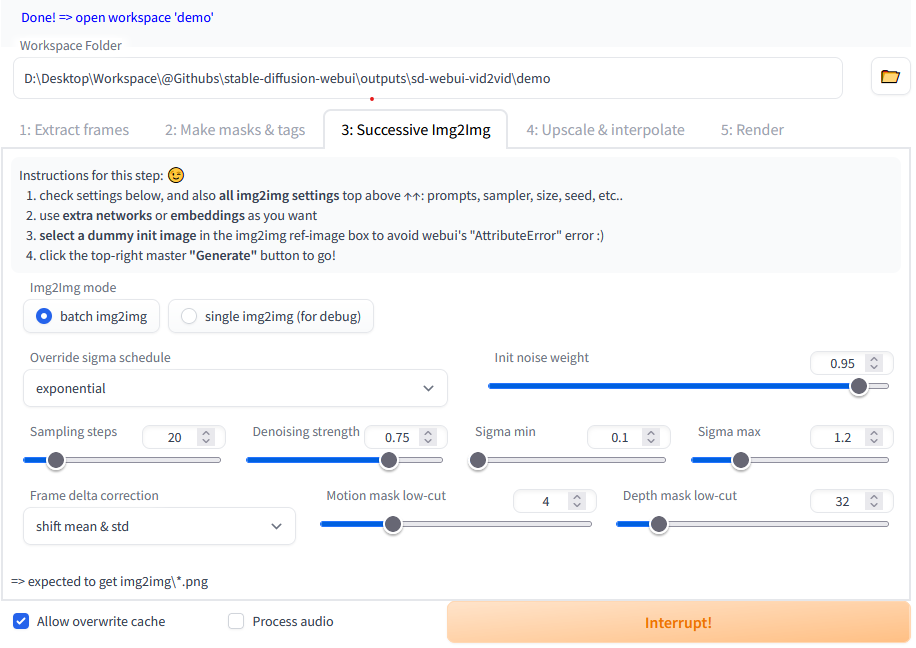 Done! => open workspace 'demo'
Workspace Folder
D:\Desktop\Workspace\@Githubs\stable-diffusion-webui\outputs\sd-webui-vid2vid\demo
1: Extract frames 2: Make masks & tags 3: Successive Img2Img 4: Upscale & interpolate 5: Render
Instructions for this step: 😉
1. check settings below, and also all img2img settings top above ↑↑: prompts, sampler, size, seed, etc..
2. use extra networks or embeddings as you want
3. select a dummy init image in the img2img ref-image box to avoid webui's "AttributeError" error :)
4. click the top-right master "Generate" button to go!
Img2Img mode
batch img2img single img2img (for debug)
Override sigma schedule Init noise weight 0.95
exponential
Sampling steps 20 Denoising strength 0.75 Sigma min 0.1 Sigma max 1.2
Frame delta correction Motion mask low-cut 4 Depth mask low-cut 32
shift mean & std
=> expected to get img2img\*.png
Allow overwrite cache Process audio Interrupt!